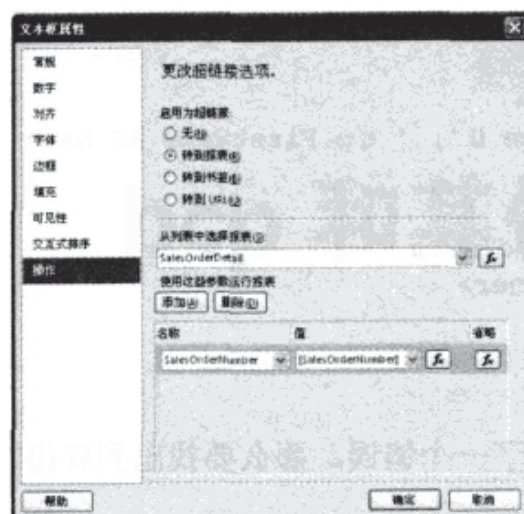 文本框属性
常规
数字
对齐
字体
边框
填充
可见性
交互式排序
操作
更改超链接选项。
启用为超链接:
无(N)
转到报表(R)
转到书签(B)
转到 URL(U)
从列表中选择报表(S):
SalesOrderDetail
使用这些参数运行报表
添加(A) 删除(D)
名称 值 省略
SalesOrderNumber [SalesOrderNumber]
帮助 确定 取消